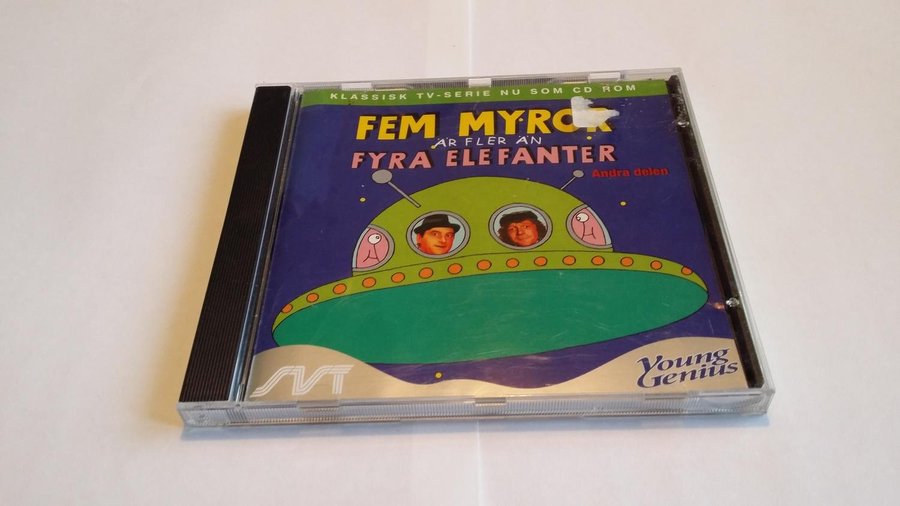 KLASSISK TV-SERIE NU SOM CD ROM
FEM MYROR
ÄR FLER ÄN
FYRA ELEFANTER
Andra delen
SVT
Young
Genius